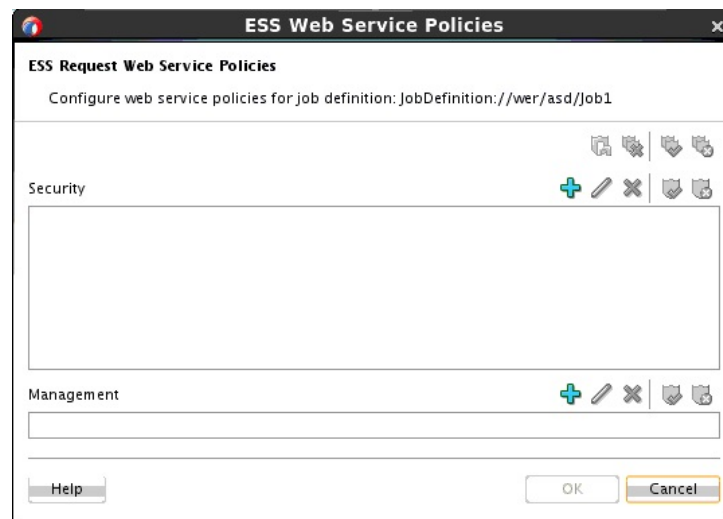 ESS Web Service Policies
ESS Request Web Service Policies
Configure web service policies for job definition: JobDefinition://wer/asd/Job1
Security
Management
Help
OK
Cancel